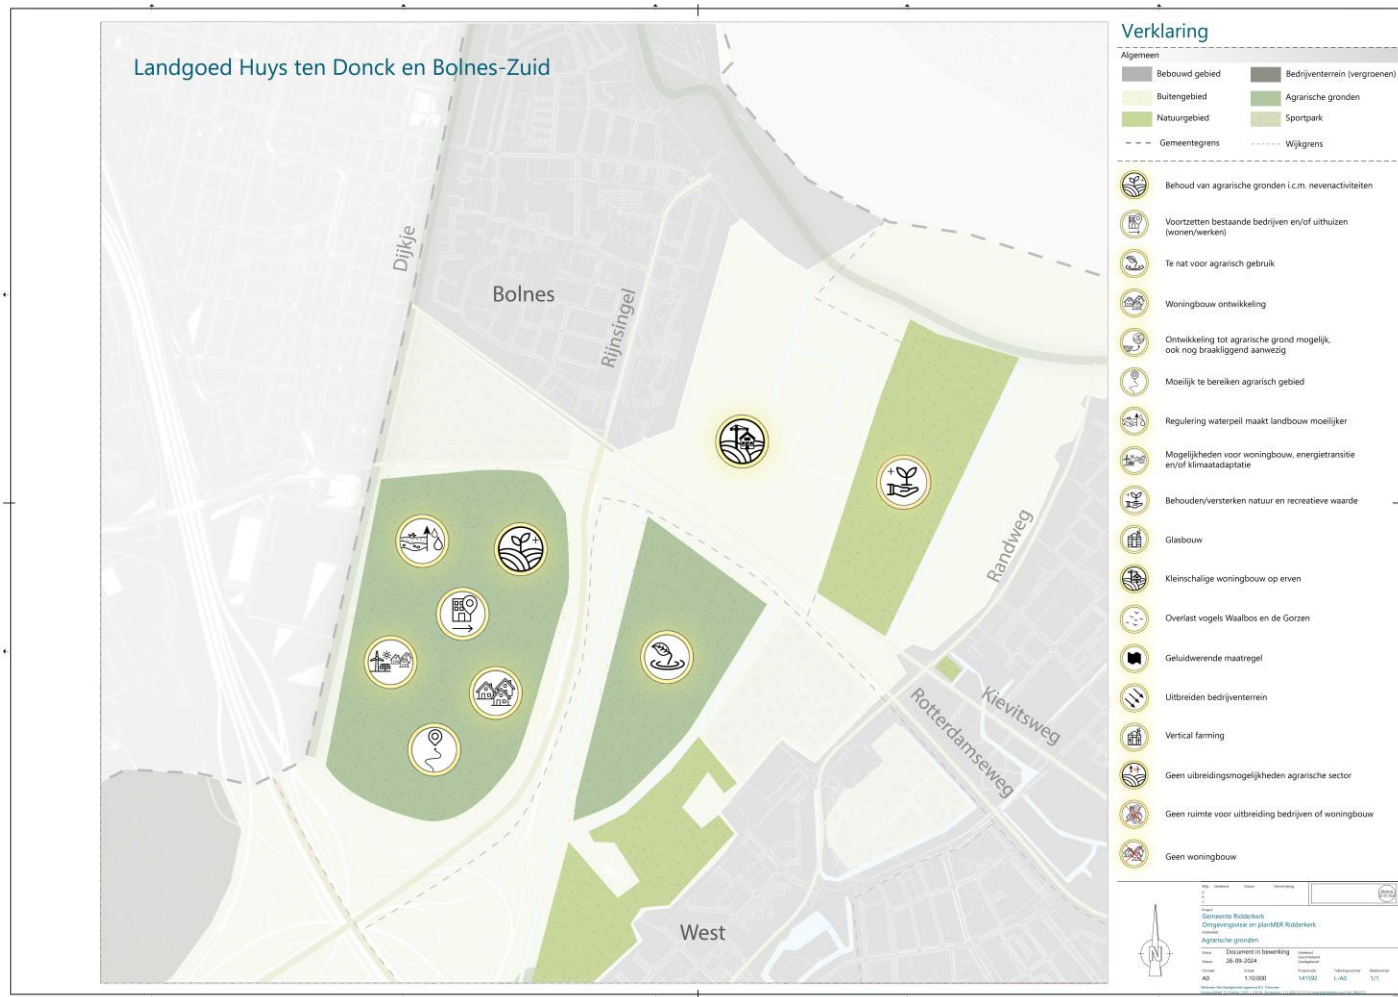 Landgoed Huys ten Donck en Bolnes-Zuid
Dijkje
Bolnes
Rijnsingel
Randweg
Kievitsweg
Rotterdamseweg
West
Verklaring
Algemeen
Bebouwd gebied
Bedrijventerrein (vergroenen)
Buitengebied
Agrarische gronden
Natuurgebied
Sportpark
Gemeentegrens
Wijkgrens
Behoud van agrarische gronden i.c.m. nevenactiviteiten
Voortzetten bestaande bedrijven en/of uithuizen
(wonen/werken)
Te nat voor agrarisch gebruik
Woningbouw ontwikkeling
Ontwikkeling tot agrarische grond mogelijk,
ook nog braakliggend aanwezig
Moeilijk te bereiken agrarisch gebied
Regulering waterpeil maakt landbouw moeilijker
Mogelijkheden voor woningbouw, energietransitie
en/of klimaatadaptatie
Behouden/versterken natuur en recreatieve waarde
Glasbouw
Kleinschalige woningbouw op erven
Overlast vogels Waalbos en de Gorzen
Geluidwerende maatregel
Uitbreiden bedrijventerrein
Vertical farming
Geen uibreidingsmogelijkheden agrarische sector
Geen ruimte voor uitbreiding bedrijven of woningbouw
Geen woningbouw
Gemeente Ridderkerk
Omgevingsvisie en planMER Ridderkerk
Agrarische gronden
Document in bewerking
26-09-2024
A0 1:10.000 141592 L-A0 1/1
N